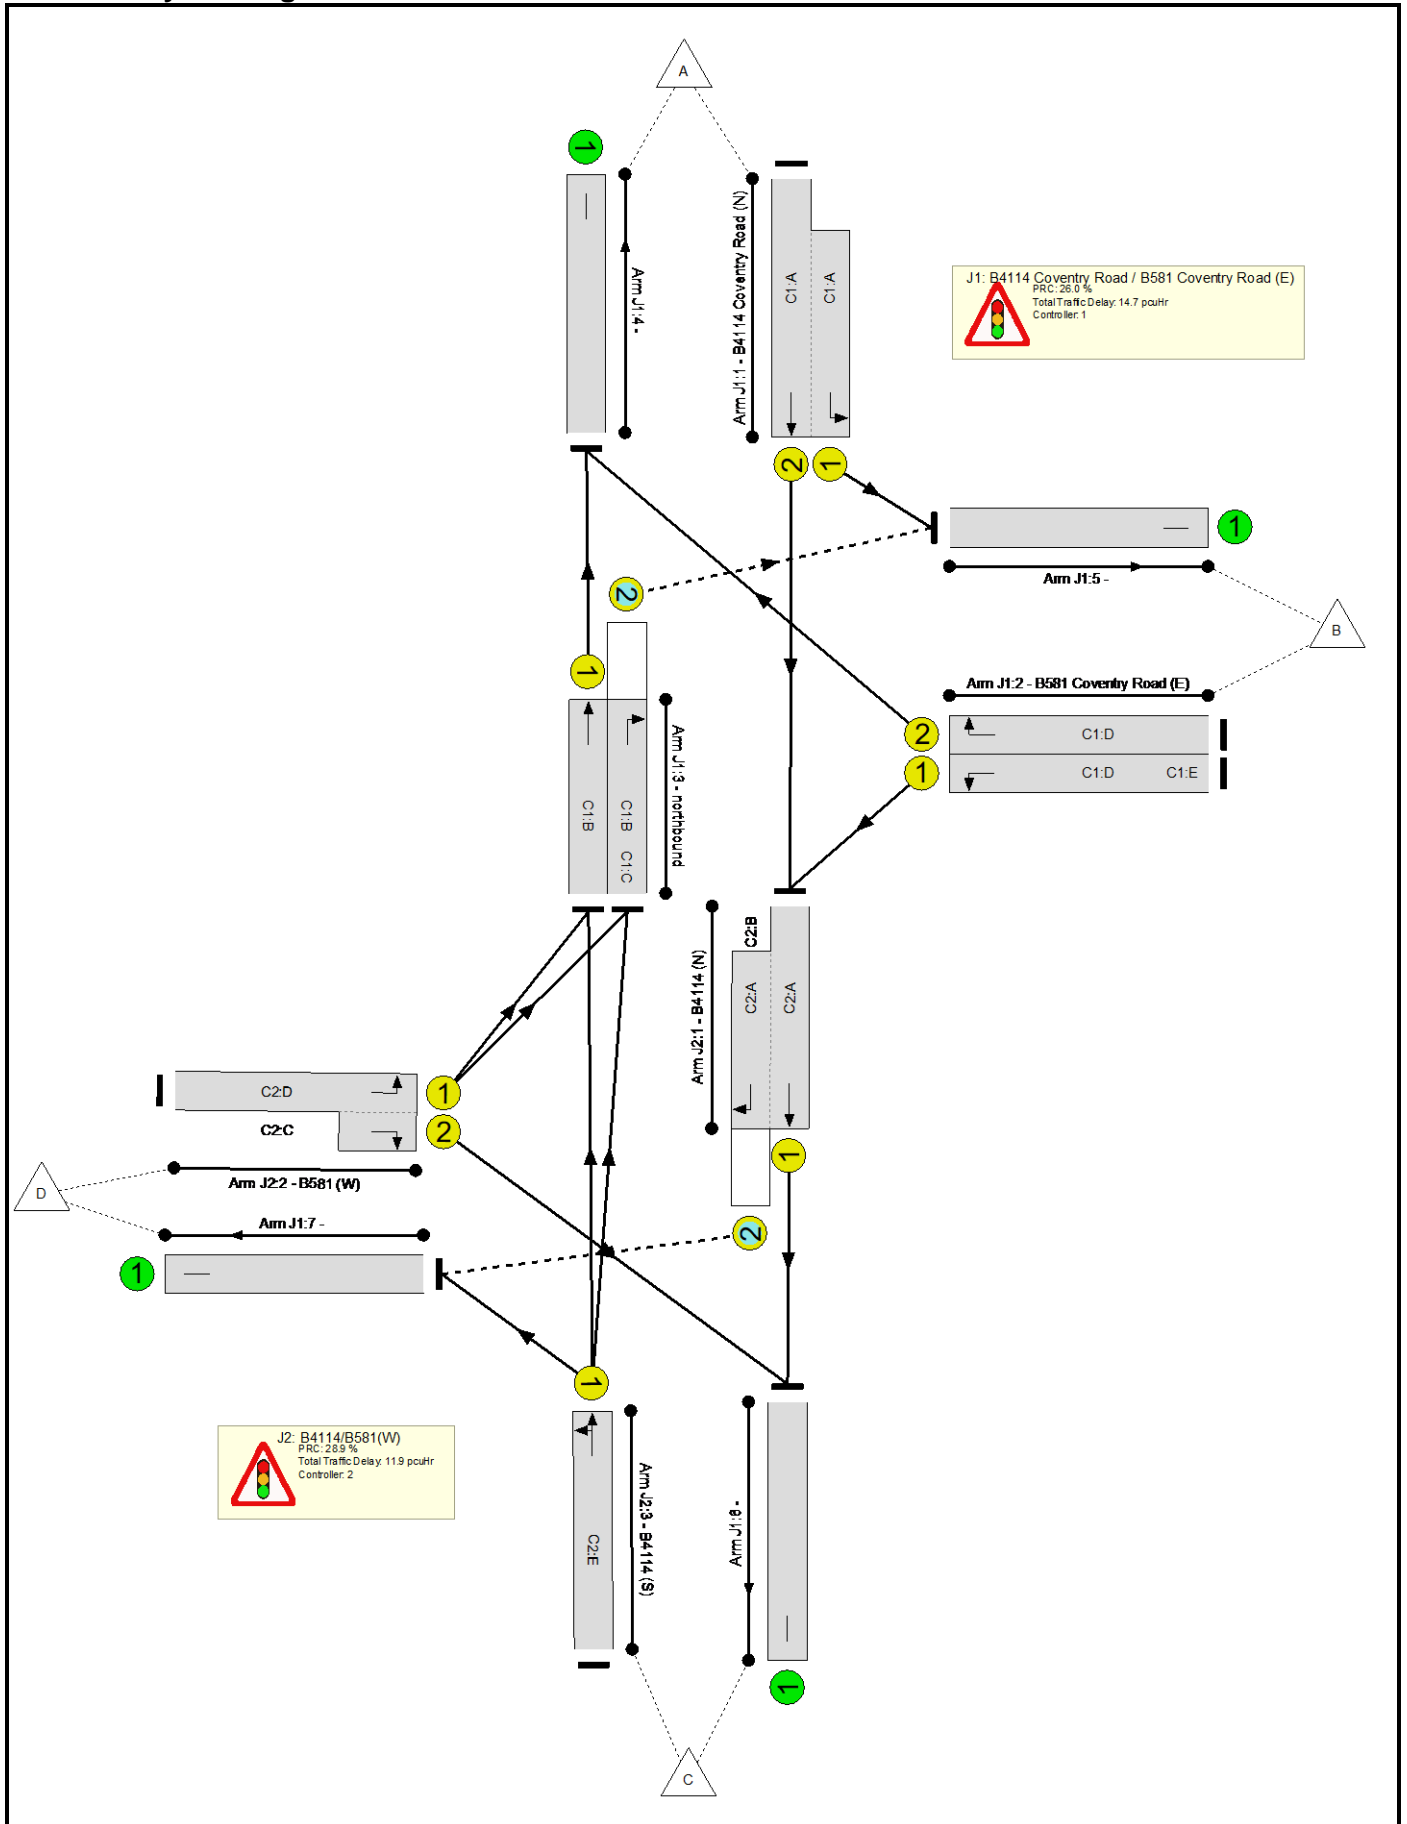 A
1
Arm J1:4 -
Arm J1:1 - B4114 Coventry Road (N)
C1:A
C1:A
J1: B4114 Coventry Road / B581 Coventry Road (E)
PRC: 26.0 %
Total Traffic Delay: 14.7 pcuHr
Controller: 1
2
1
1
Arm J1:5 -
2
B
1
Arm J1:2 - B581 Coventry Road (E)
2
C1:D
1
C1:D C1:E
C1:B
C1:B C1:C
Arm J1:3 - northbound
C2:B
Arm J2:1 - B4114 (N)
C2:A
C2:A
C2:D
1
C2:C
2
1
Arm J2:2 - B581 (W)
D
Arm J1:7 -
2
1
1
J2: B4114/B581(W)
PRC: 28.9 %
Total Traffic Delay: 11.9 pcuHr
Controller: 2
C2:E
Arm J2:3 - B4114 (S)
Arm J1:6 -
1
C